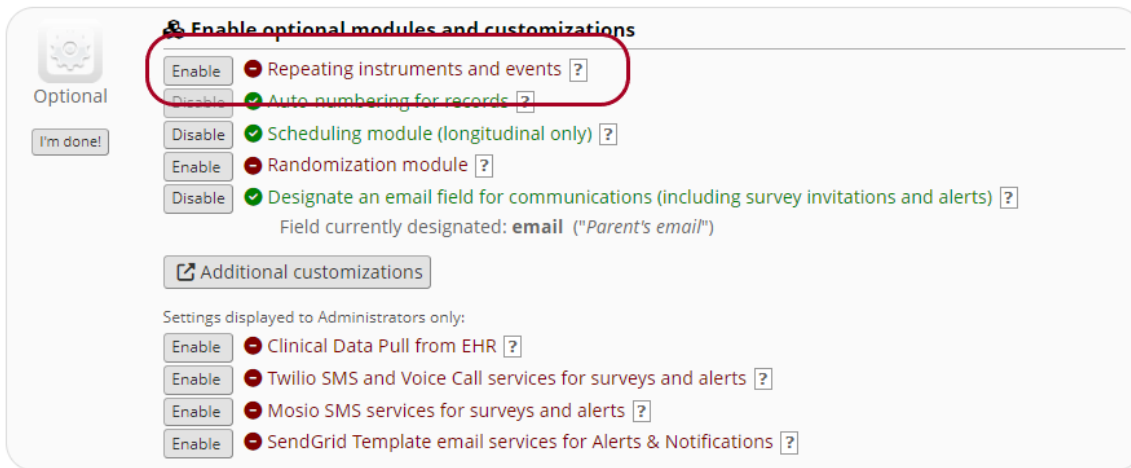 Enable optional modules and customizations
Enable Repeating instruments and events ?
Optional
Disable Auto-numbering for records ?
I'm done!
Disable Scheduling module (longitudinal only) ?
Enable Randomization module ?
Disable Designate an email field for communications (including survey invitations and alerts) ?
Field currently designated: email ("Parent's email")
Additional customizations
Settings displayed to Administrators only:
Enable Clinical Data Pull from EHR ?
Enable Twilio SMS and Voice Call services for surveys and alerts ?
Enable Mosio SMS services for surveys and alerts ?
Enable SendGrid Template email services for Alerts & Notifications ?